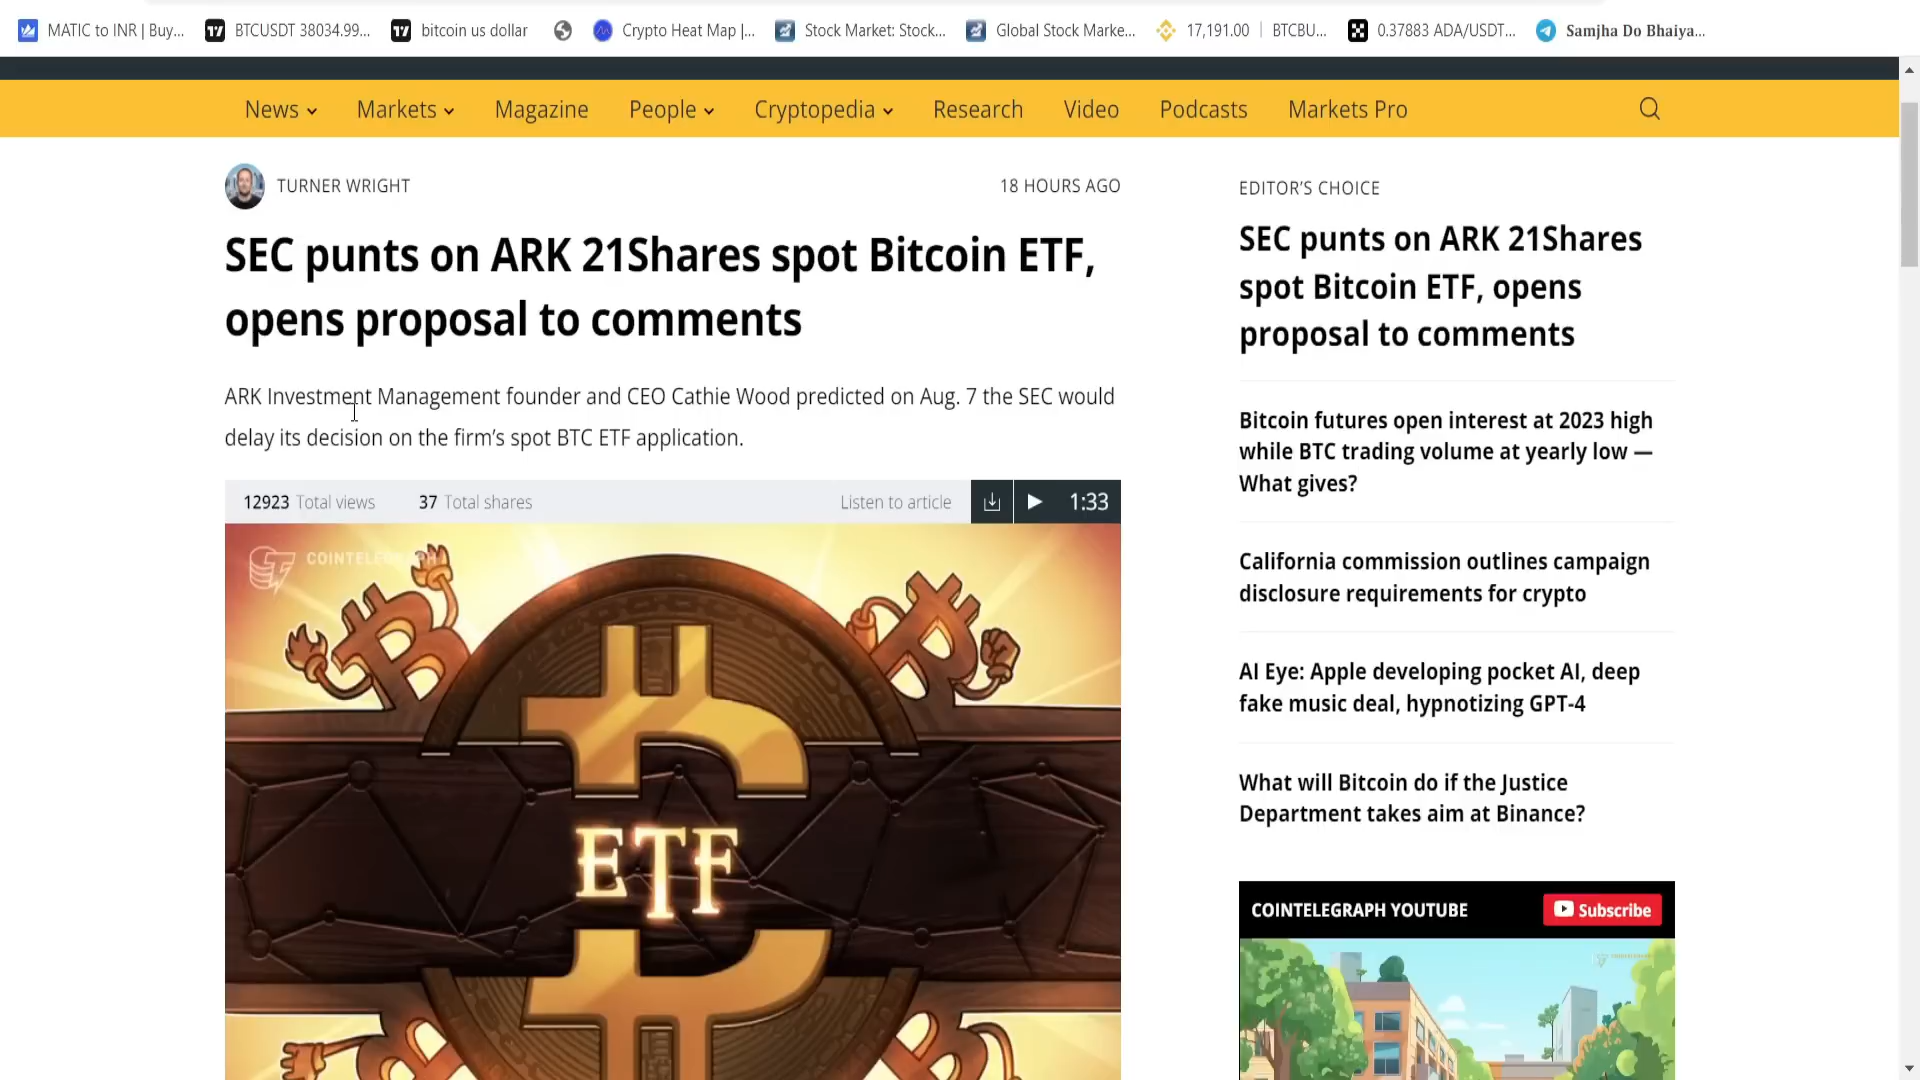 MATIC to INR | Buy...
BTCUSDT 38034.99...
bitcoin us dollar
Crypto Heat Map |...
Stock Market: Stock...
Global Stock Marke...
17,191.00 | BTCBU...
0.37883 ADA/USDT...
Samjha Do Bhaiya...
News
Markets
Magazine
People
Cryptopedia
Research
Video
Podcasts
Markets Pro
TURNER WRIGHT
18 HOURS AGO
SEC punts on ARK 21Shares spot Bitcoin ETF,
opens proposal to comments
ARK Investment Management founder and CEO Cathie Wood predicted on Aug. 7 the SEC would
delay its decision on the firm's spot BTC ETF application.
12923 Total views
37 Total shares
Listen to article
1:33
COINTELEGRAPH
ETF
EDITOR'S CHOICE
SEC punts on ARK 21Shares
spot Bitcoin ETF, opens
proposal to comments
Bitcoin futures open interest at 2023 high
while BTC trading volume at yearly low —
What gives?
California commission outlines campaign
disclosure requirements for crypto
AI Eye: Apple developing pocket AI, deep
fake music deal, hypnotizing GPT-4
What will Bitcoin do if the Justice
Department takes aim at Binance?
COINTELEGRAPH YOUTUBE
Subscribe